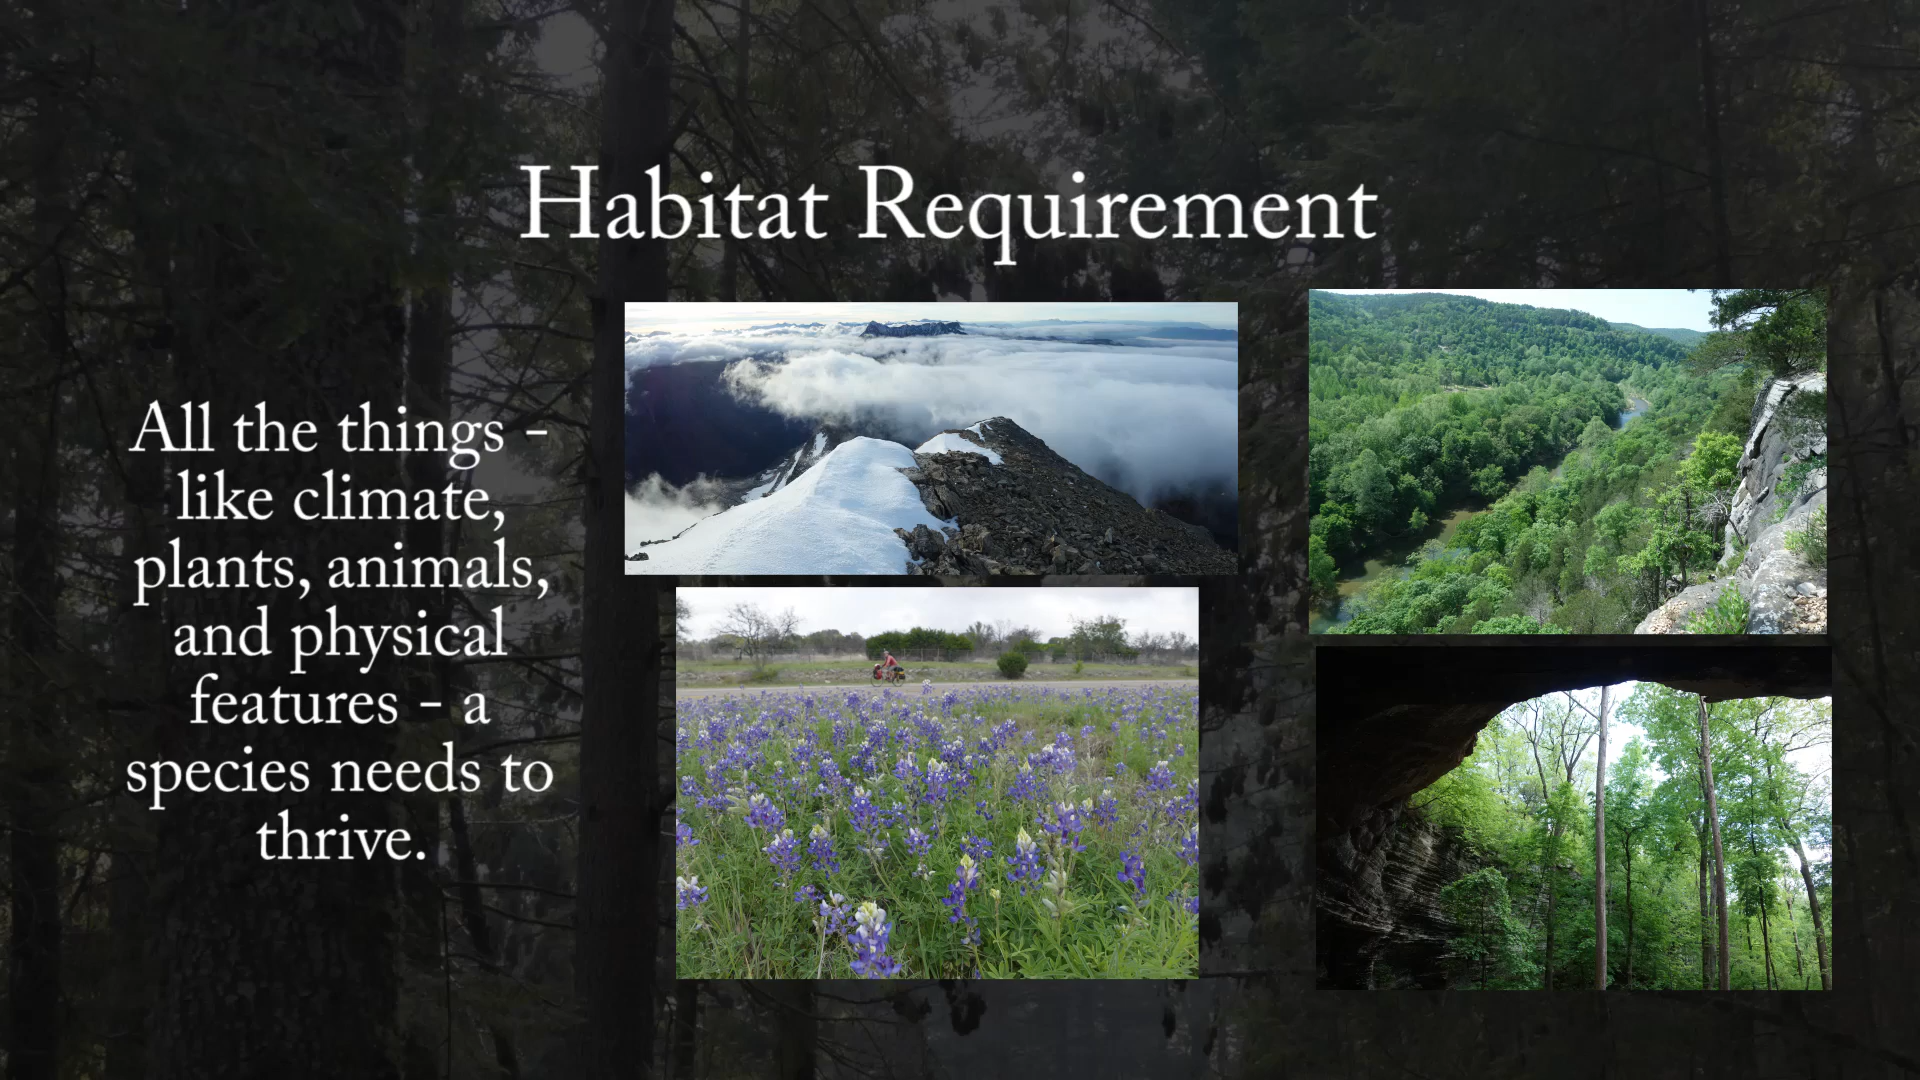 Habitat Requirement
All the things -
like climate,
plants, animals,
and physical
features - a
species needs to
thrive.